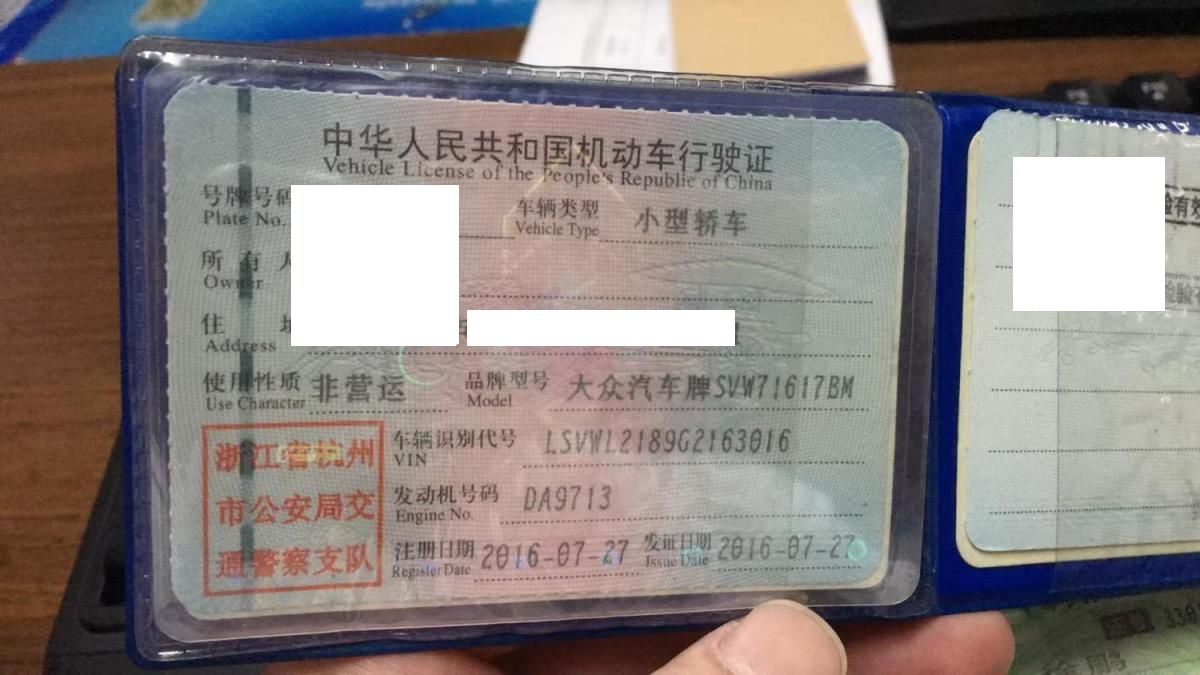 中华人民共和国机动车行驶证
Vehicle License of the People's Republic of China
号牌号码
Plate No.
车辆类型 小型轿车
Vehicle Type
所有人
Owner
住
Address
使用性质 非营运
Use Character
品牌型号 大众汽车牌SVW71617BM
Model
浙江省杭州
市公安局交
通警察支队
车辆识别代号 LSVWL2189G2163016
VIN
发动机号码 DA9713
Engine No.
注册日期 2016-07-27
Register Date
发证日期 2016-07-27
Issue Date